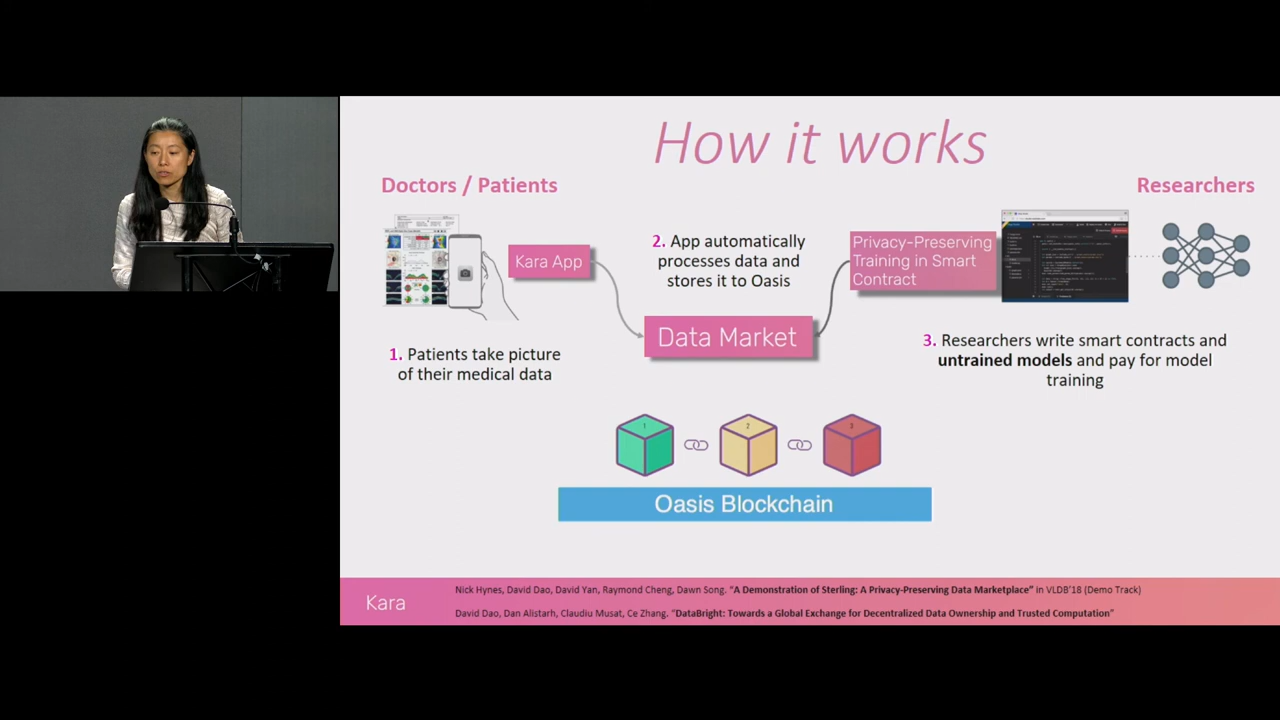 How it works
Doctors / Patients
Researchers
Kara App
2. App automatically
processes data and
stores it to Oasis
Privacy-Preserving
Training in Smart
Contract
Data Market
1. Patients take picture
of their medical data
3. Researchers write smart contracts and
untrained models and pay for model
training
1
2
3
Oasis Blockchain
Kara
Nick Hynes, David Dao, David Yan, Raymond Cheng, Dawn Song. “A Demonstration of Sterling: A Privacy-Preserving Data Marketplace” in VLDB'18 (Demo Track)
David Dao, Dan Alistarh, Claudiu Musat, Ce Zhang. “DataBright: Towards a Global Exchange for Decentralized Data Ownership and Trusted Computation”